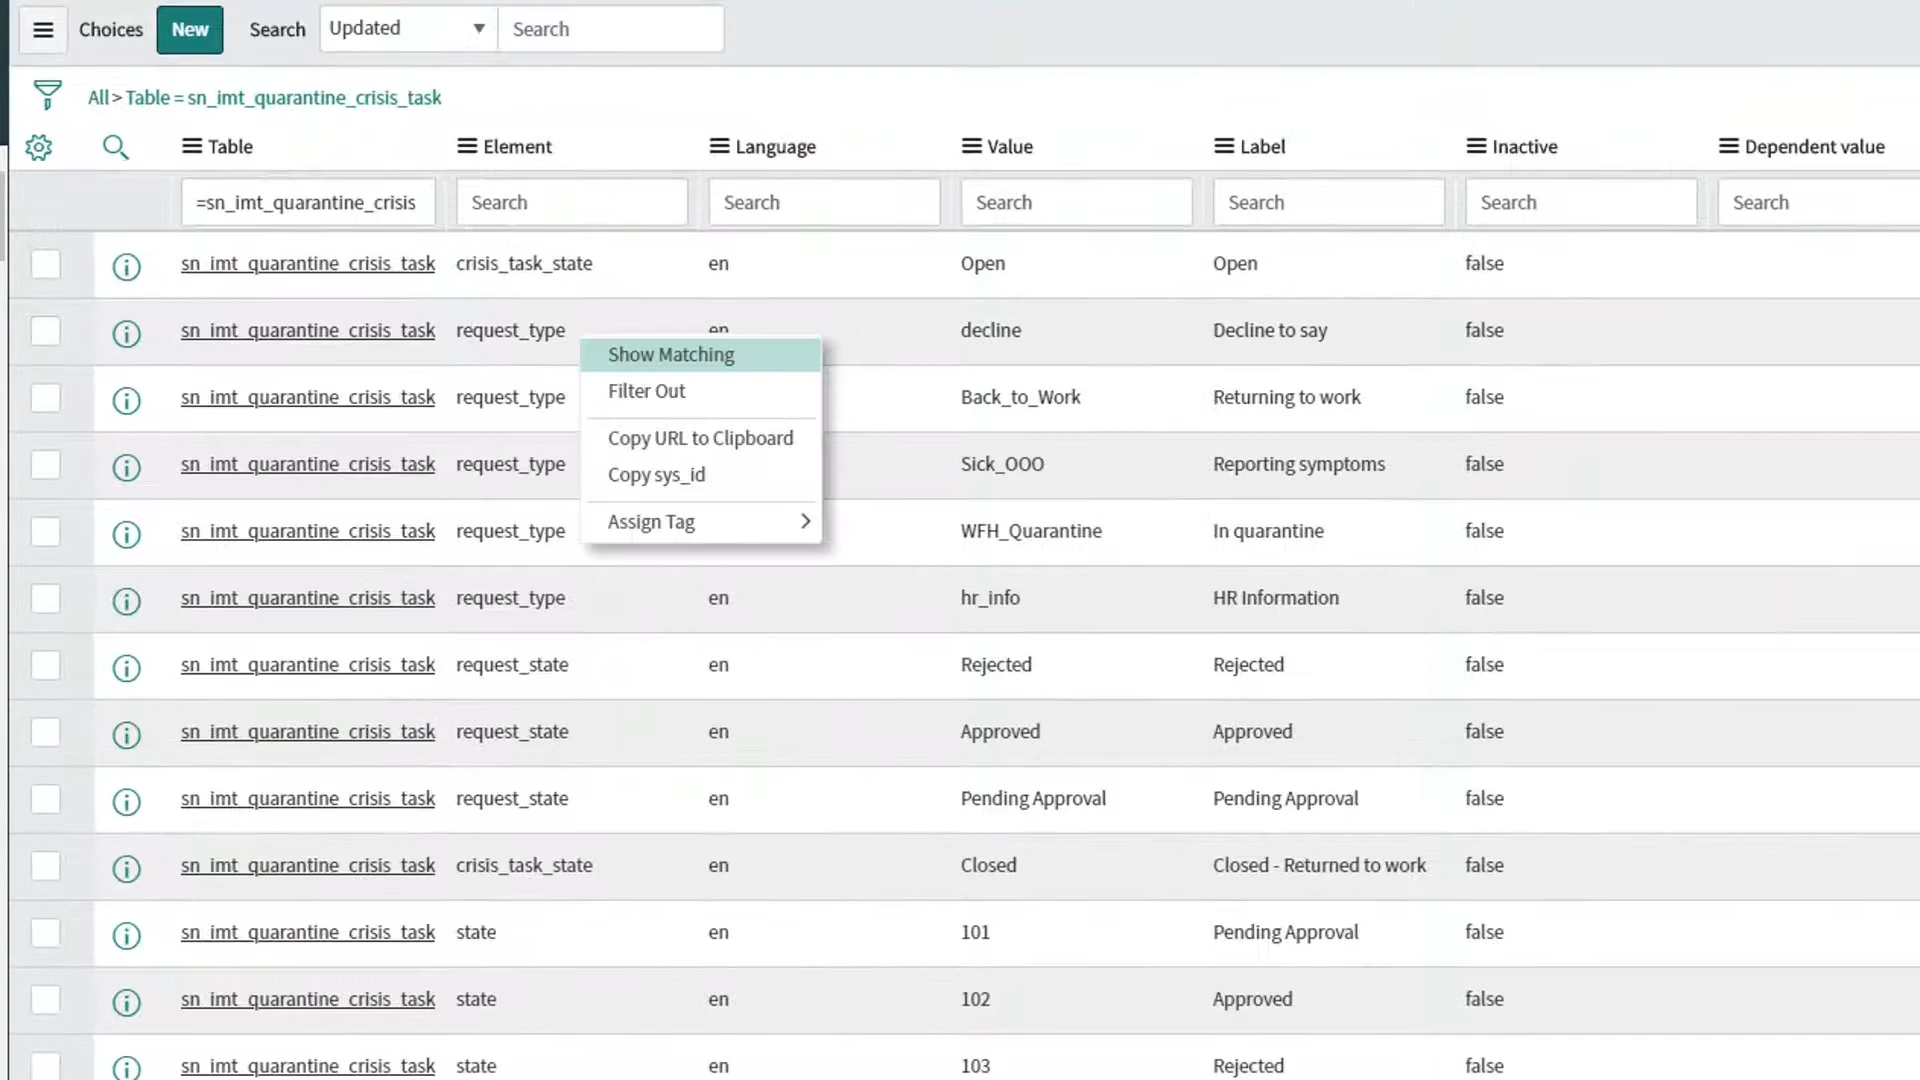 Choices New Search Updated Search
All > Table = sn_imt_quarantine_crisis_task
Table Element Language Value Label Inactive Dependent value
=sn_imt_quarantine_crisis Search Search Search Search Search Search
sn_imt_quarantine_crisis_task crisis_task_state en Open Open false
sn_imt_quarantine_crisis_task request_type en decline Decline to say false
Show Matching
Filter Out
sn_imt_quarantine_crisis_task request_type Back_to_Work Returning to work false
Copy URL to Clipboard
sn_imt_quarantine_crisis_task request_type Sick_OOO Reporting symptoms false
Copy sys_id
Assign Tag
sn_imt_quarantine_crisis_task request_type WFH_Quarantine In quarantine false
sn_imt_quarantine_crisis_task request_type en hr_info HR Information false
sn_imt_quarantine_crisis_task request_state en Rejected Rejected false
sn_imt_quarantine_crisis_task request_state en Approved Approved false
sn_imt_quarantine_crisis_task request_state en Pending Approval Pending Approval false
sn_imt_quarantine_crisis_task crisis_task_state en Closed Closed - Returned to work false
sn_imt_quarantine_crisis_task state en 101 Pending Approval false
sn_imt_quarantine_crisis_task state en 102 Approved false
sn_imt_quarantine_crisis_task state en 103 Rejected false